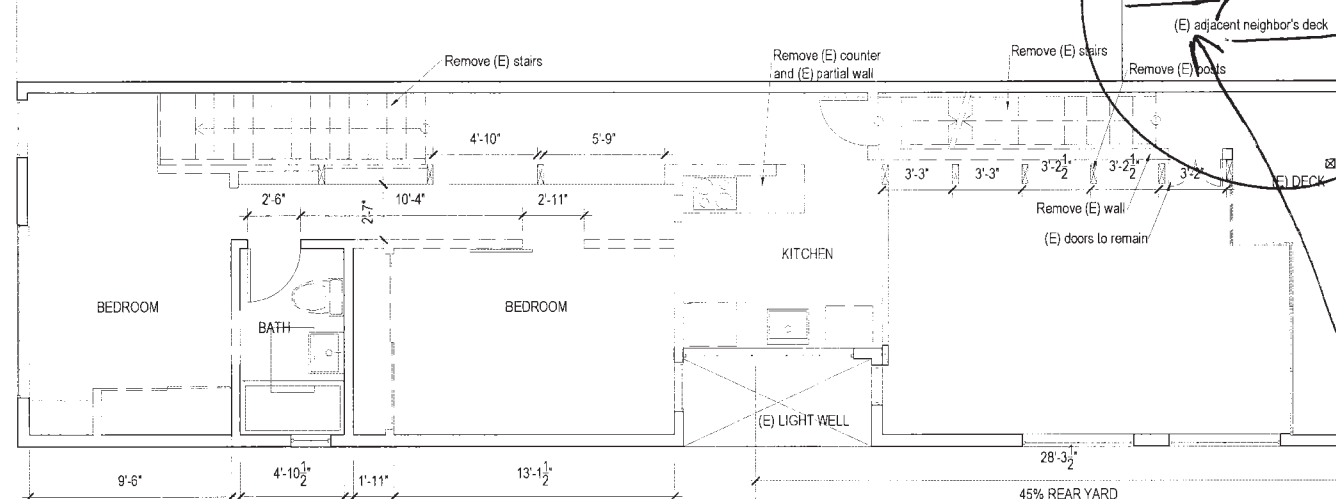 (E) adjacent neighbor's deck
Remove (E) stairs
Remove (E) counter
and (E) partial wall
Remove (E) stairs
Remove (E) posts
4'-10"
5'-9"
3'-3"
3'-3"
3'-2½"
3'-2½"
3'-2"
(E) DECK
2'-6"
10'-4"
2'-11"
2'-7"
Remove (E) wall
(E) doors to remain
KITCHEN
BEDROOM
BATH
BEDROOM
(E) LIGHT WELL
9'-6"
4'-10½"
1'-11"
13'-1½"
28'-3½"
45% REAR YARD